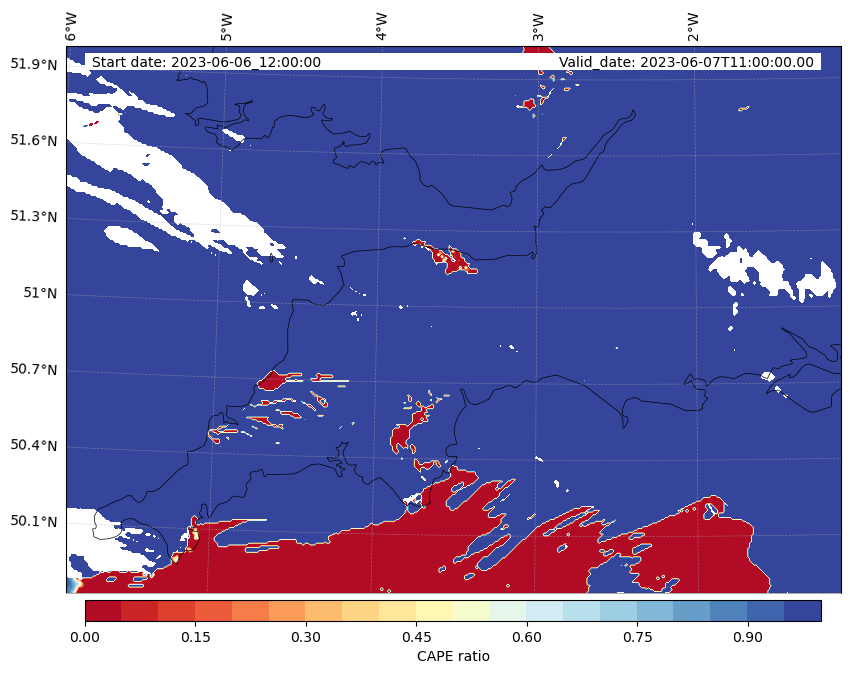 6°W 5°W 4°W 3°W 2°W
Start date: 2023-06-06_12:00:00 Valid_date: 2023-06-07T11:00:00.00
51.9°N
51.6°N
51.3°N
51°N
50.7°N
50.4°N
50.1°N
0.00 0.15 0.30 0.45 0.60 0.75 0.90
CAPE ratio